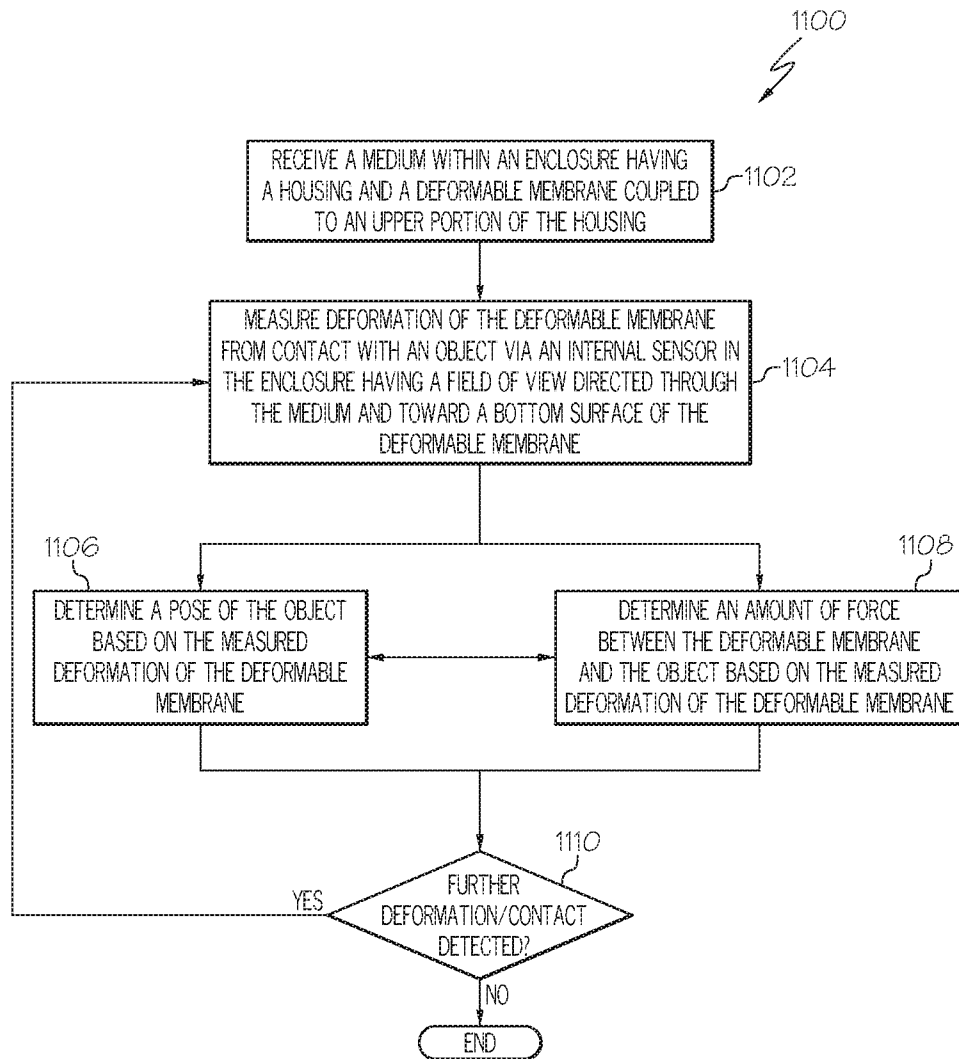 1100
RECEIVE A MEDIUM WITHIN AN ENCLOSURE HAVING
A HOUSING AND A DEFORMABLE MEMBRANE COUPLED
TO AN UPPER PORTION OF THE HOUSING
1102
MEASURE DEFORMATION OF THE DEFORMABLE MEMBRANE
FROM CONTACT WITH AN OBJECT VIA AN INTERNAL SENSOR IN
THE ENCLOSURE HAVING A FIELD OF VIEW DIRECTED THROUGH
THE MEDIUM AND TOWARD A BOTTOM SURFACE OF THE
DEFORMABLE MEMBRANE
1104
1106
DETERMINE A POSE OF THE OBJECT
BASED ON THE MEASURED
DEFORMATION OF THE DEFORMABLE
MEMBRANE
1108
DETERMINE AN AMOUNT OF FORCE
BETWEEN THE DEFORMABLE MEMBRANE
AND THE OBJECT BASED ON THE MEASURED
DEFORMATION OF THE DEFORMABLE MEMBRANE
1110
FURTHER
DEFORMATION/CONTACT
DETECTED?
YES
NO
END